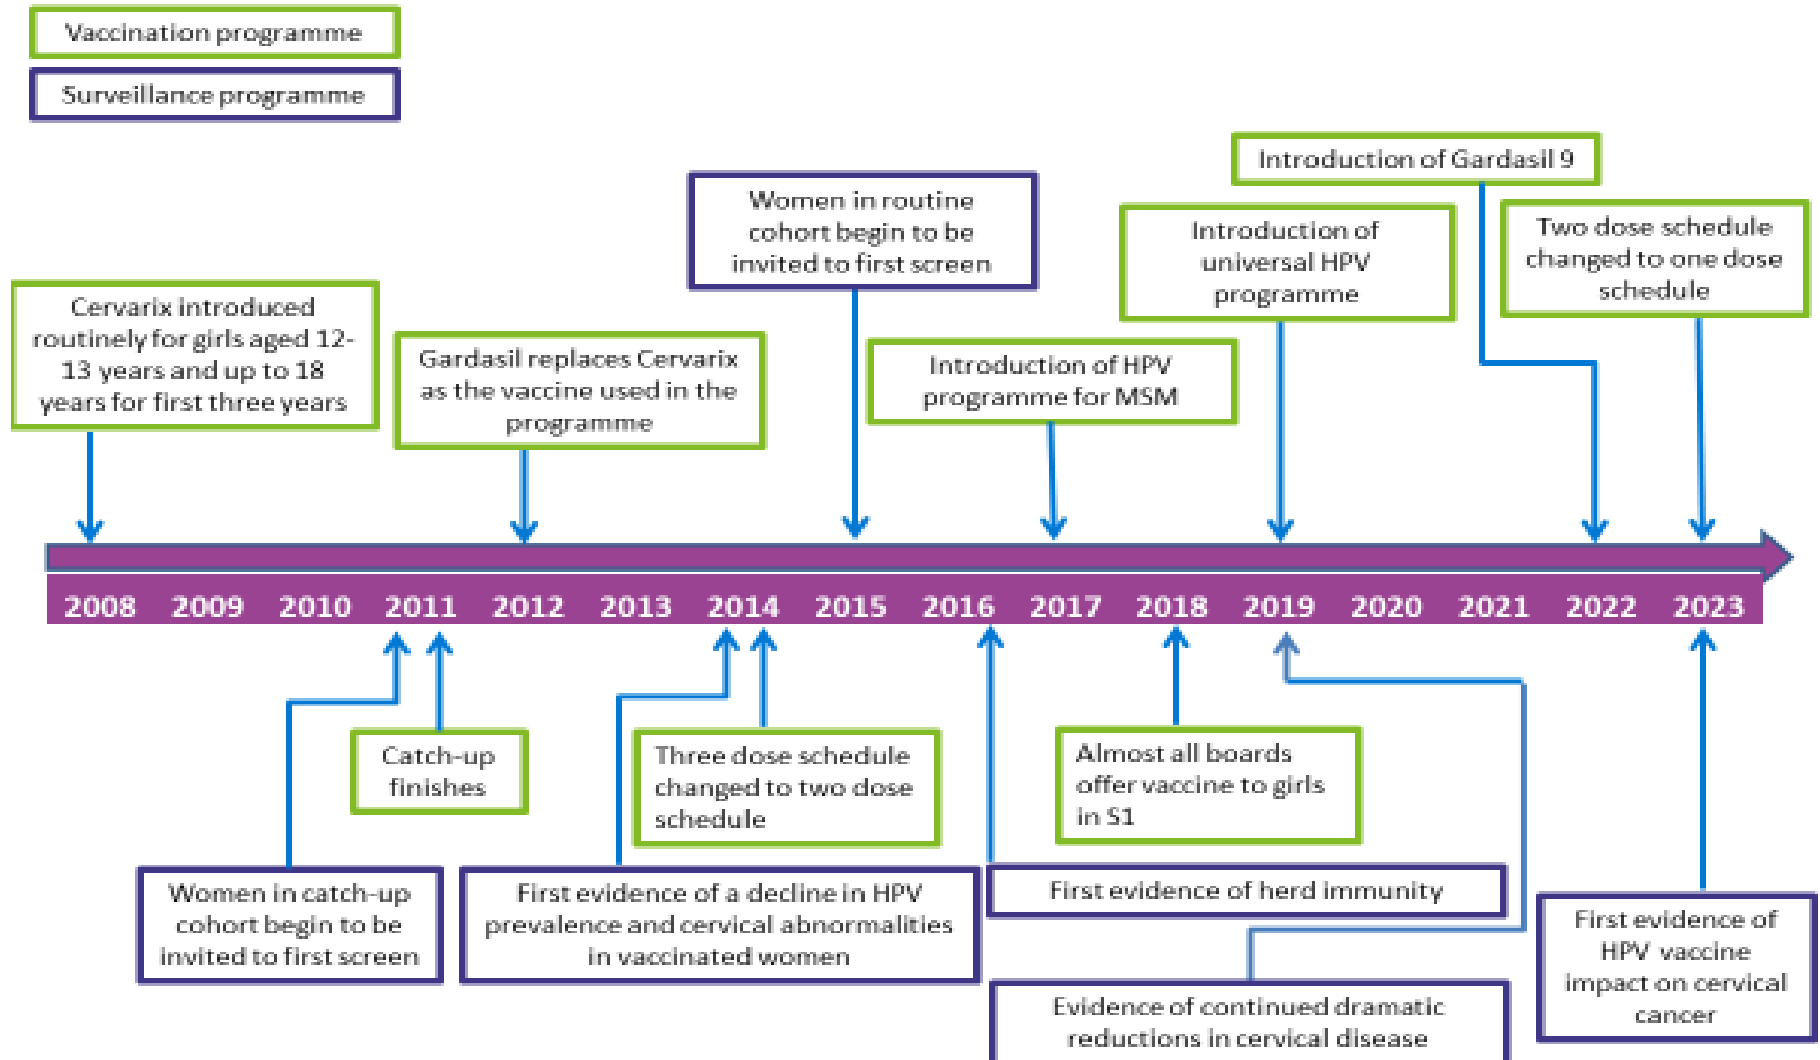 Vaccination programme
Surveillance programme
Introduction of Gardasil 9
Women in routine
cohort begin to be
invited to first screen
Introduction of
universal HPV
programme
Two dose schedule
changed to one dose
schedule
Cervarix introduced
routinely for girls aged 12-
13 years and up to 18
years for first three years
Gardasil replaces Cervarix
as the vaccine used in the
programme
Introduction of HPV
programme for MSM
2008 2009 2010 2011 2012 2013 2014 2015 2016 2017 2018 2019 2020 2021 2022 2023
Catch-up
finishes
Three dose schedule
changed to two dose
schedule
Almost all boards
offer vaccine to girls
in S1
Women in catch-up
cohort begin to be
invited to first screen
First evidence of a decline in HPV
prevalence and cervical abnormalities
in vaccinated women
First evidence of herd immunity
First evidence of
HPV vaccine
impact on cervical
cancer
Evidence of continued dramatic
reductions in cervical disease